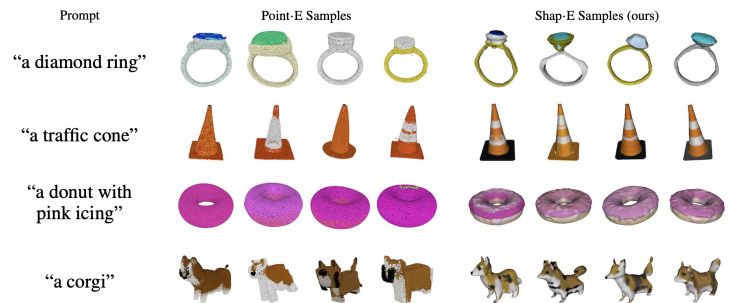 Prompt Point·E Samples Shap·E Samples (ours)
“a diamond ring”
“a traffic cone”
“a donut with
pink icing”
“a corgi”